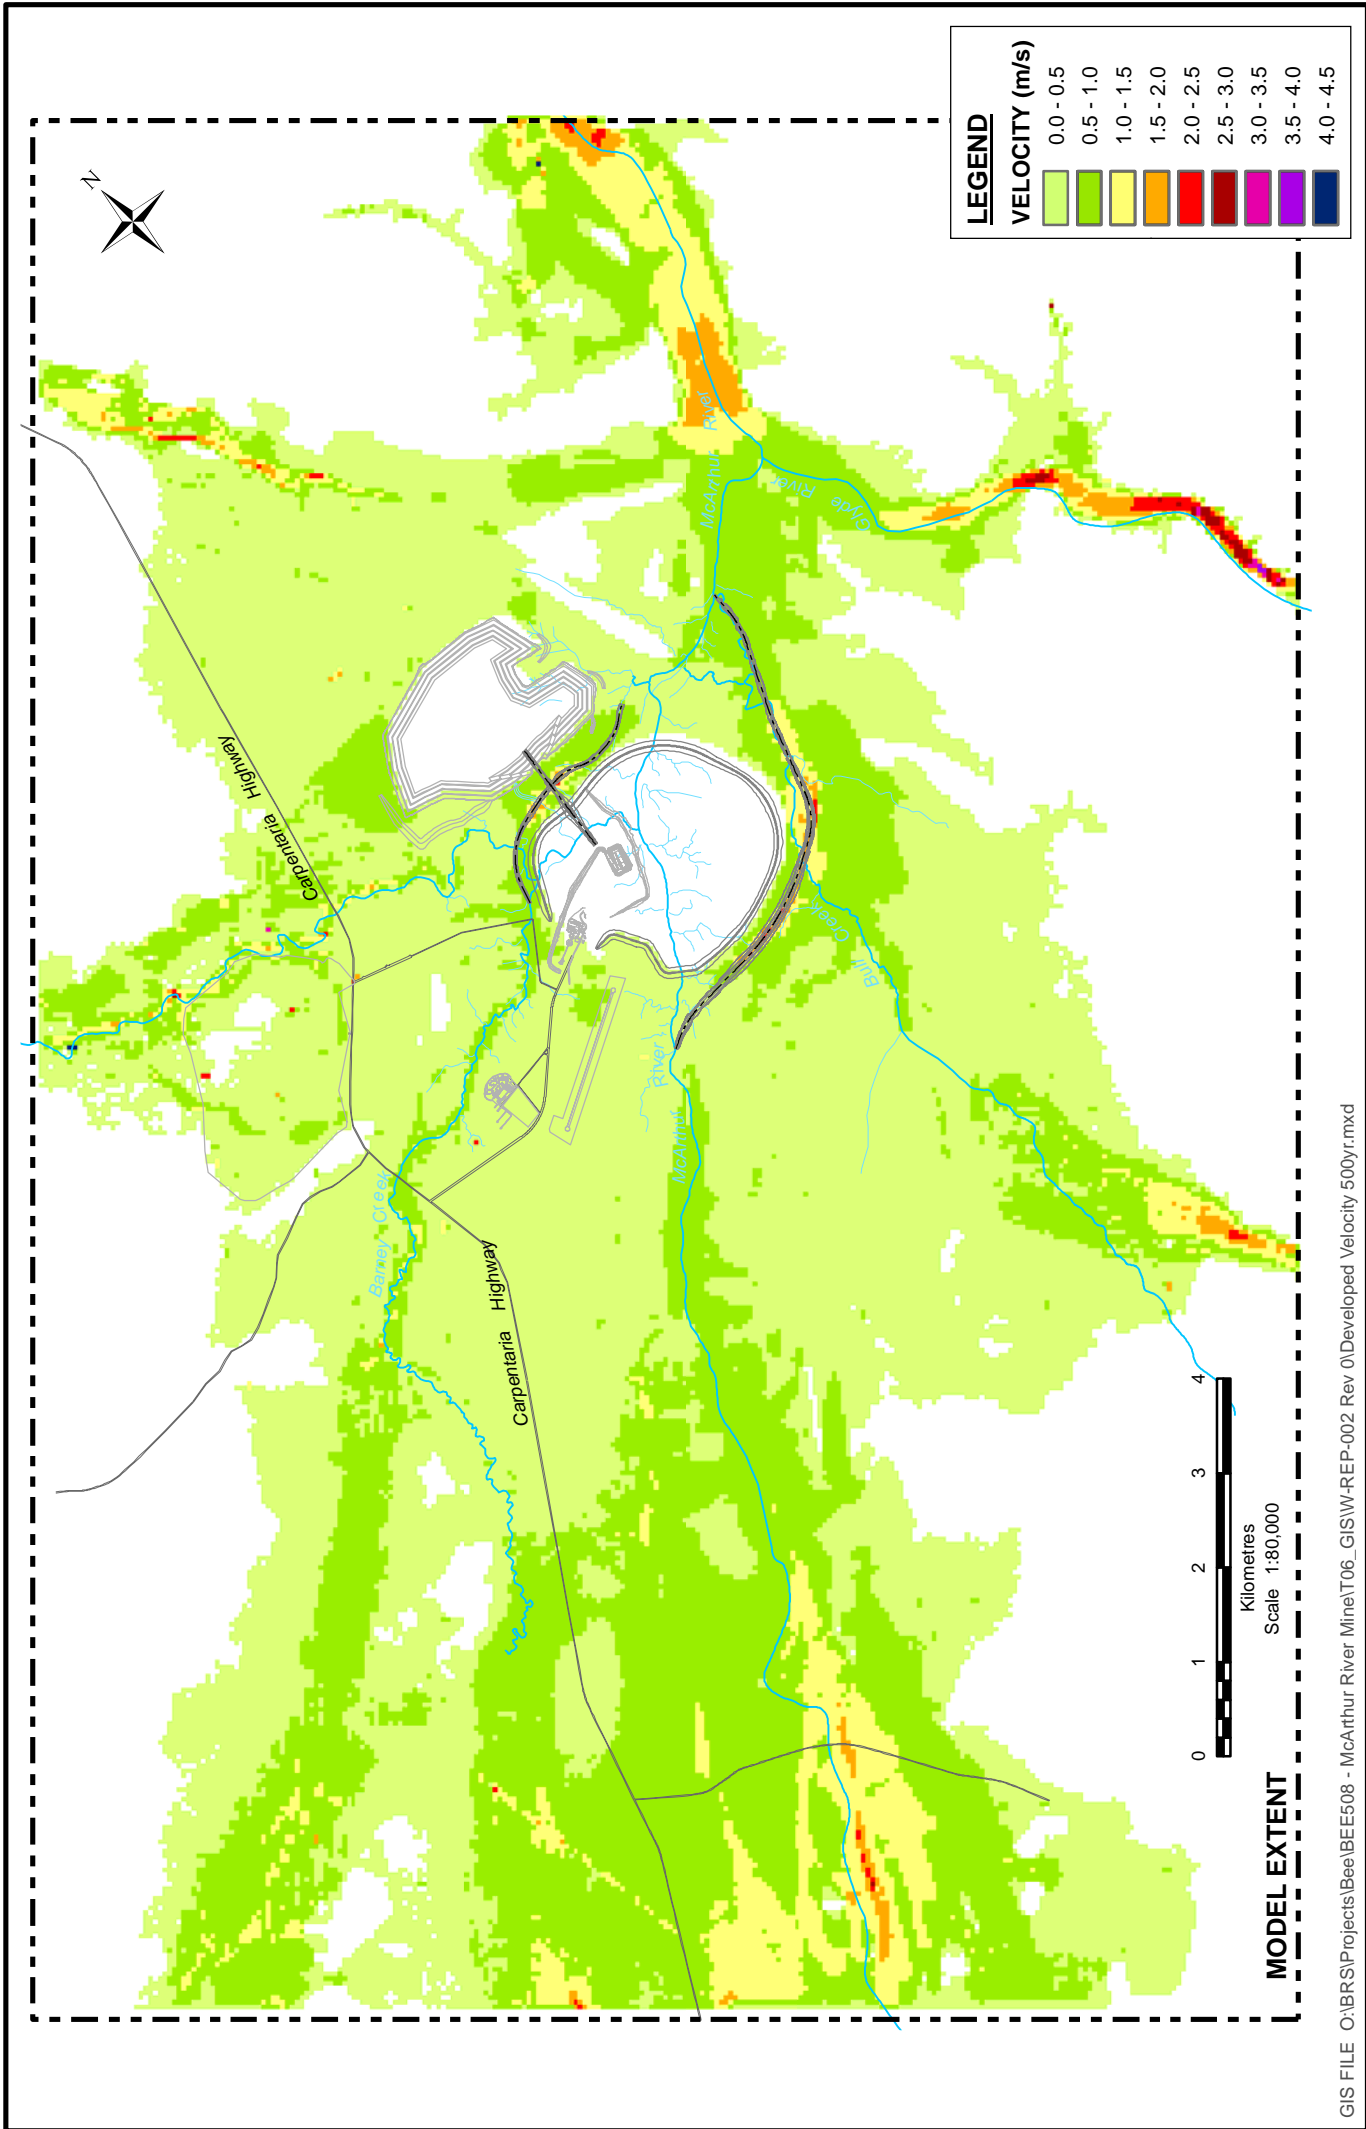 N
LEGEND
VELOCITY (m/s)
0.0 - 0.5
0.5 - 1.0
1.0 - 1.5
1.5 - 2.0
2.0 - 2.5
2.5 - 3.0
3.0 - 3.5
3.5 - 4.0
4.0 - 4.5
Carpentaria Highway
McArthur River
Glyde River
Bull Creek
McArthur River
Barney Creek
Carpentaria Highway
0 1 2 3 4
Kilometres
Scale 1:80,000
MODEL EXTENT
GIS FILE O:\BRS\Projects\Bee\BEE508 - McArthur River Mine\T06_GIS\W-REP-002 Rev 0\Developed Velocity 500yr.mxd